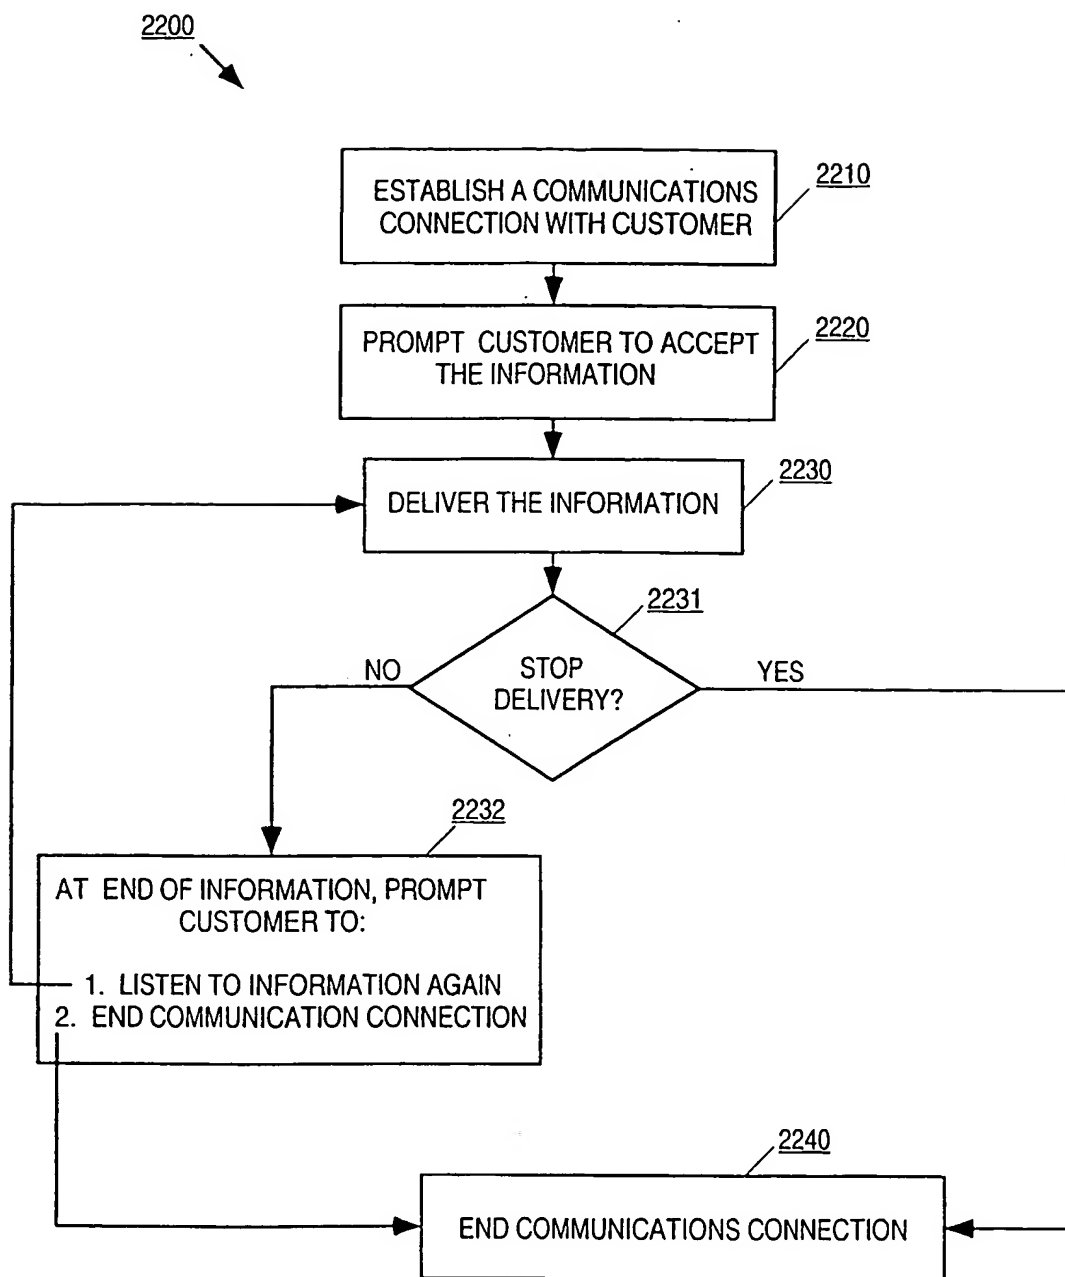 2200
ESTABLISH A COMMUNICATIONS
CONNECTION WITH CUSTOMER
2210
PROMPT CUSTOMER TO ACCEPT
THE INFORMATION
2220
DELIVER THE INFORMATION
2230
STOP
DELIVERY?
2231
NO
YES
2232
AT END OF INFORMATION, PROMPT
CUSTOMER TO:
1. LISTEN TO INFORMATION AGAIN
2. END COMMUNICATION CONNECTION
2240
END COMMUNICATIONS CONNECTION